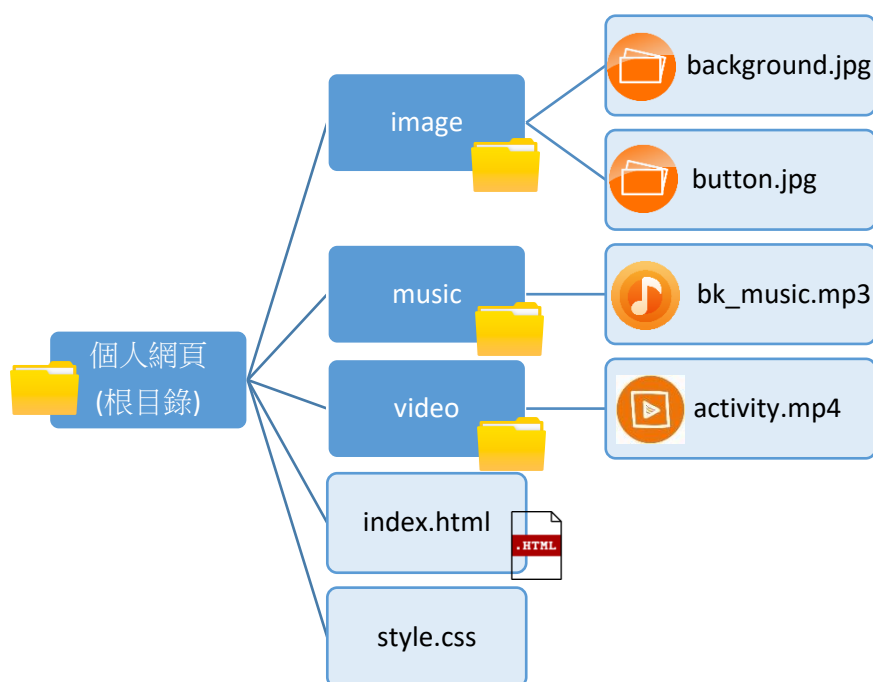 個人網頁
(根目錄)
image
background.jpg
button.jpg
music
bk_music.mp3
video
activity.mp4
index.html
.HTML
style.css